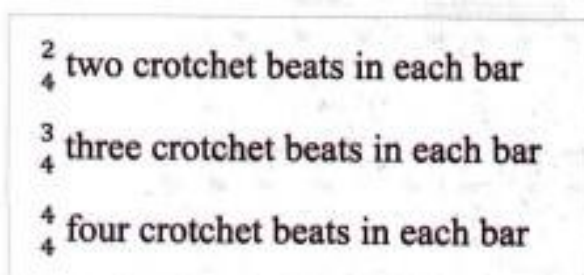 2/4 two crotchet beats in each bar
3/4 three crotchet beats in each bar
4/4 four crotchet beats in each bar